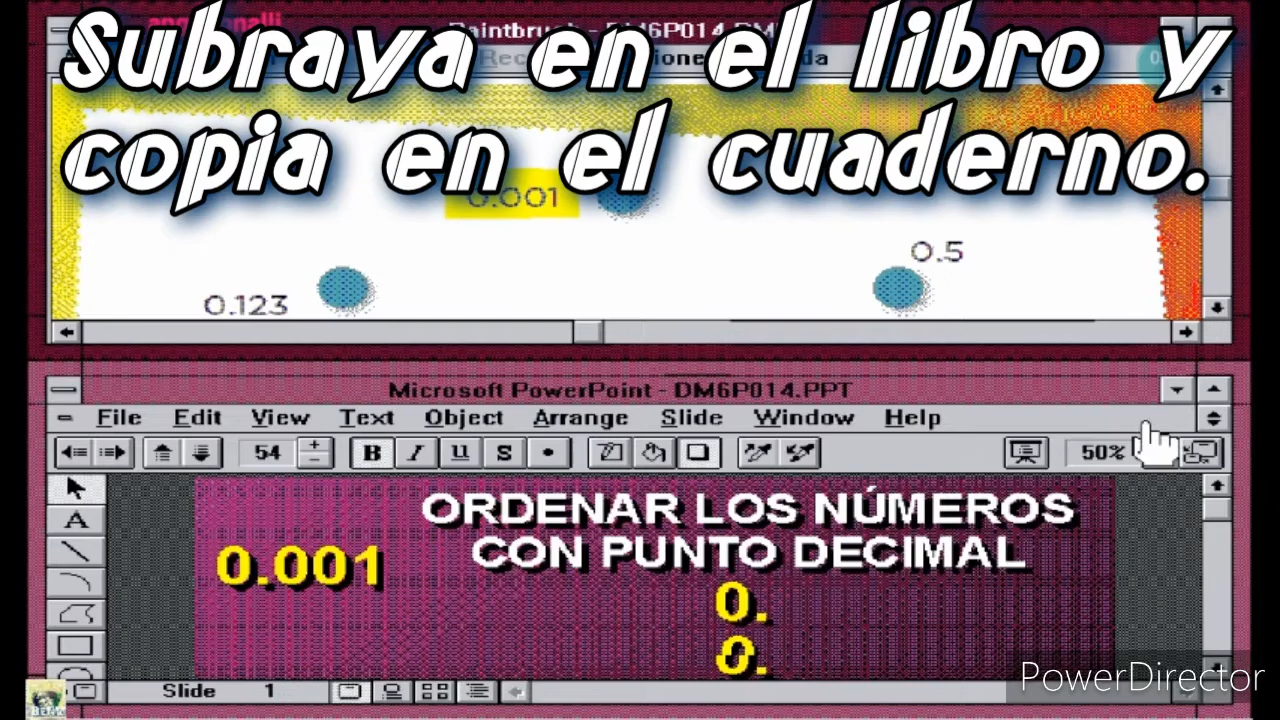 Subraya en el libro y
copia en el cuaderno.
0.001
0.5
0.123
Microsoft PowerPoint - DM6P014.PPT
File Edit View Text Object Arrange Slide Window Help
54 + − B I U S 50%
A
ORDENAR LOS NÚMEROS
CON PUNTO DECIMAL
0.001
0.
0.
Slide 1
PowerDirector